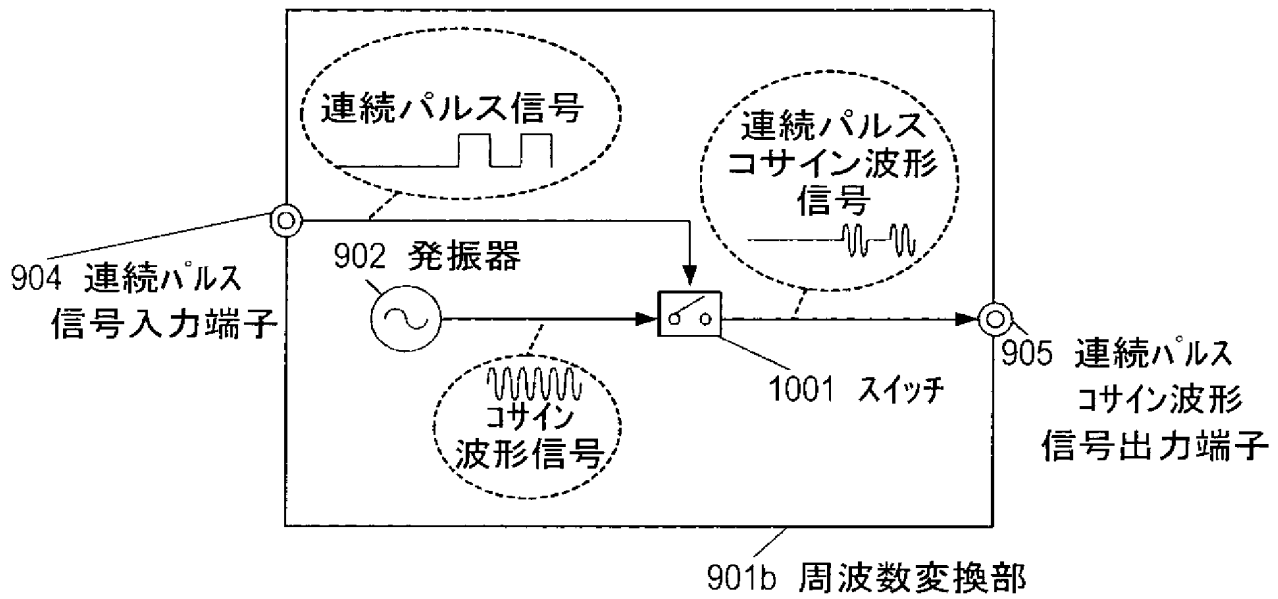 連続パルス信号
連続パルス
コサイン波形
信号
902 発振器
904 連続パルス
信号入力端子
905 連続パルス
コサイン波形
信号出力端子
1001 スイッチ
コサイン
波形信号
901b 周波数変換部